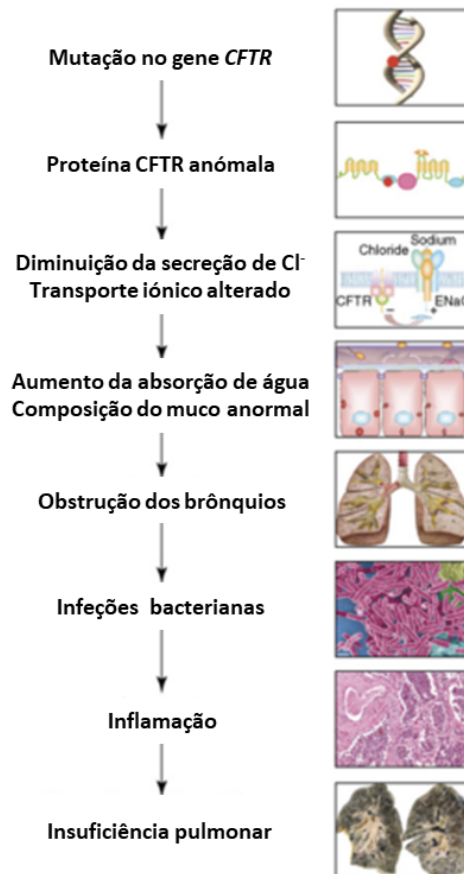 Mutação no gene CFTR
Proteína CFTR anómala
Diminuição da secreção de Cl⁻
Transporte iónico alterado
Chloride
Sodium
CFTR
−
+
ENaC
Aumento da absorção de água
Composição do muco anormal
Obstrução dos brônquios
Infeções bacterianas
Inflamação
Insuficiência pulmonar